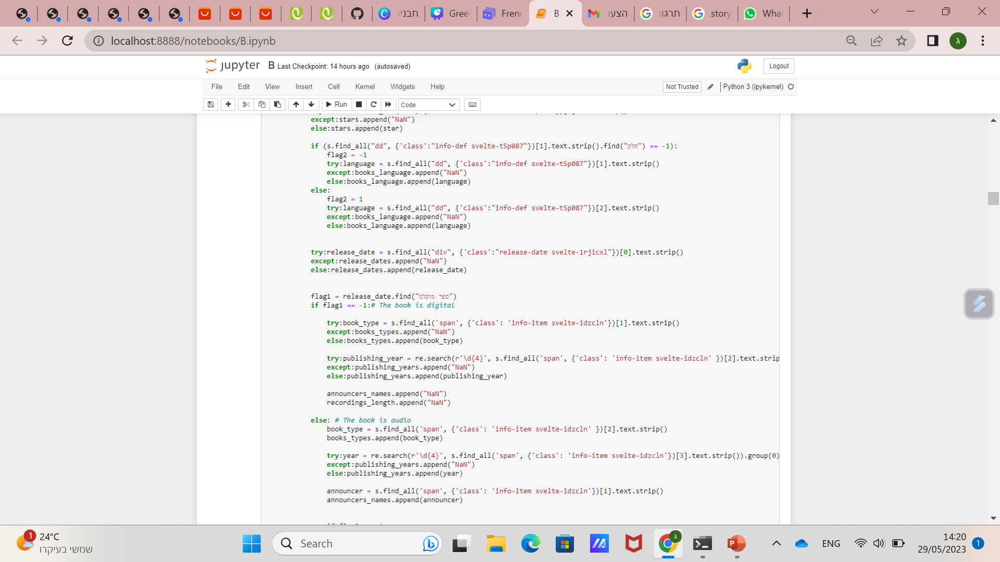 תבניו
Gree
Frenc
B
הצער
תרגונ
story
What
localhost:8888/notebooks/B.ipynb
ג
jupyter B Last Checkpoint: 14 hours ago (autosaved)
Logout
File Edit View Insert Cell Kernel Widgets Help
Not Trusted
Python 3 (ipykernel)
Run
Code
except:stars.append("NaN")
else:stars.append(star)
if (s.find_all("dd", {'class':"info-def svelte-t5p087"})[1].text.strip().find("חלק") == -1):
flag2 = -1
try:language = s.find_all("dd", {'class':"info-def svelte-t5p087"})[1].text.strip()
except:books_language.append("NaN")
else:books_language.append(language)
else:
flag2 = 1
try:language = s.find_all("dd", {'class':"info-def svelte-t5p087"})[2].text.strip()
except:books_language.append("NaN")
else:books_language.append(language)
try:release_date = s.find_all("div", {'class':"release-date svelte-1rjicxl"})[0].text.strip()
except:release_dates.append("NaN")
else:release_dates.append(release_date)
flag1 = release_date.find("ספר מוקלט")
if flag1 == -1:# The book is digital
try:book_type = s.find_all('span', {'class': 'info-item svelte-idzcln'})[1].text.strip()
except:books_types.append("NaN")
else:books_types.append(book_type)
try:publishing_year = re.search(r'\d{4}', s.find_all('span', {'class': 'info-item svelte-idzcln' })[2].text.strip
except:publishing_years.append("NaN")
else:publishing_years.append(publishing_year)
announcers_names.append("NaN")
recordings_length.append("NaN")
else: # The book is audio
book_type = s.find_all('span', {'class': 'info-item svelte-idzcln' })[2].text.strip()
books_types.append(book_type)
try:year = re.search(r'\d{4}', s.find_all('span', {'class': 'info-item svelte-idzcln'})[3].text.strip()).group(0)
except:publishing_years.append("NaN")
else:publishing_years.append(year)
announcer = s.find_all('span', {'class': 'info-item svelte-idzcln'})[1].text.strip()
announcers_names.append(announcer)
1
24°C
שמשי בעיקרו
Search
ג
ENG
14:20
29/05/2023
1